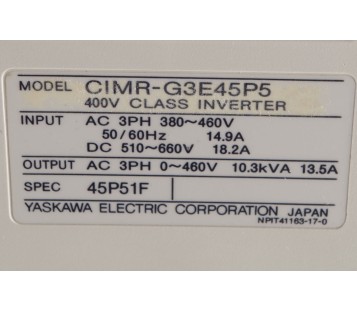 MODEL CIMR-G3E45P5
400V CLASS INVERTER
INPUT AC 3PH 380~460V
50/60Hz 14.9A
DC 510~660V 18.2A
OUTPUT AC 3PH 0~460V 10.3kVA 13.5A
SPEC 45P51F
YASKAWA ELECTRIC CORPORATION JAPAN
NPIT41163-17-0